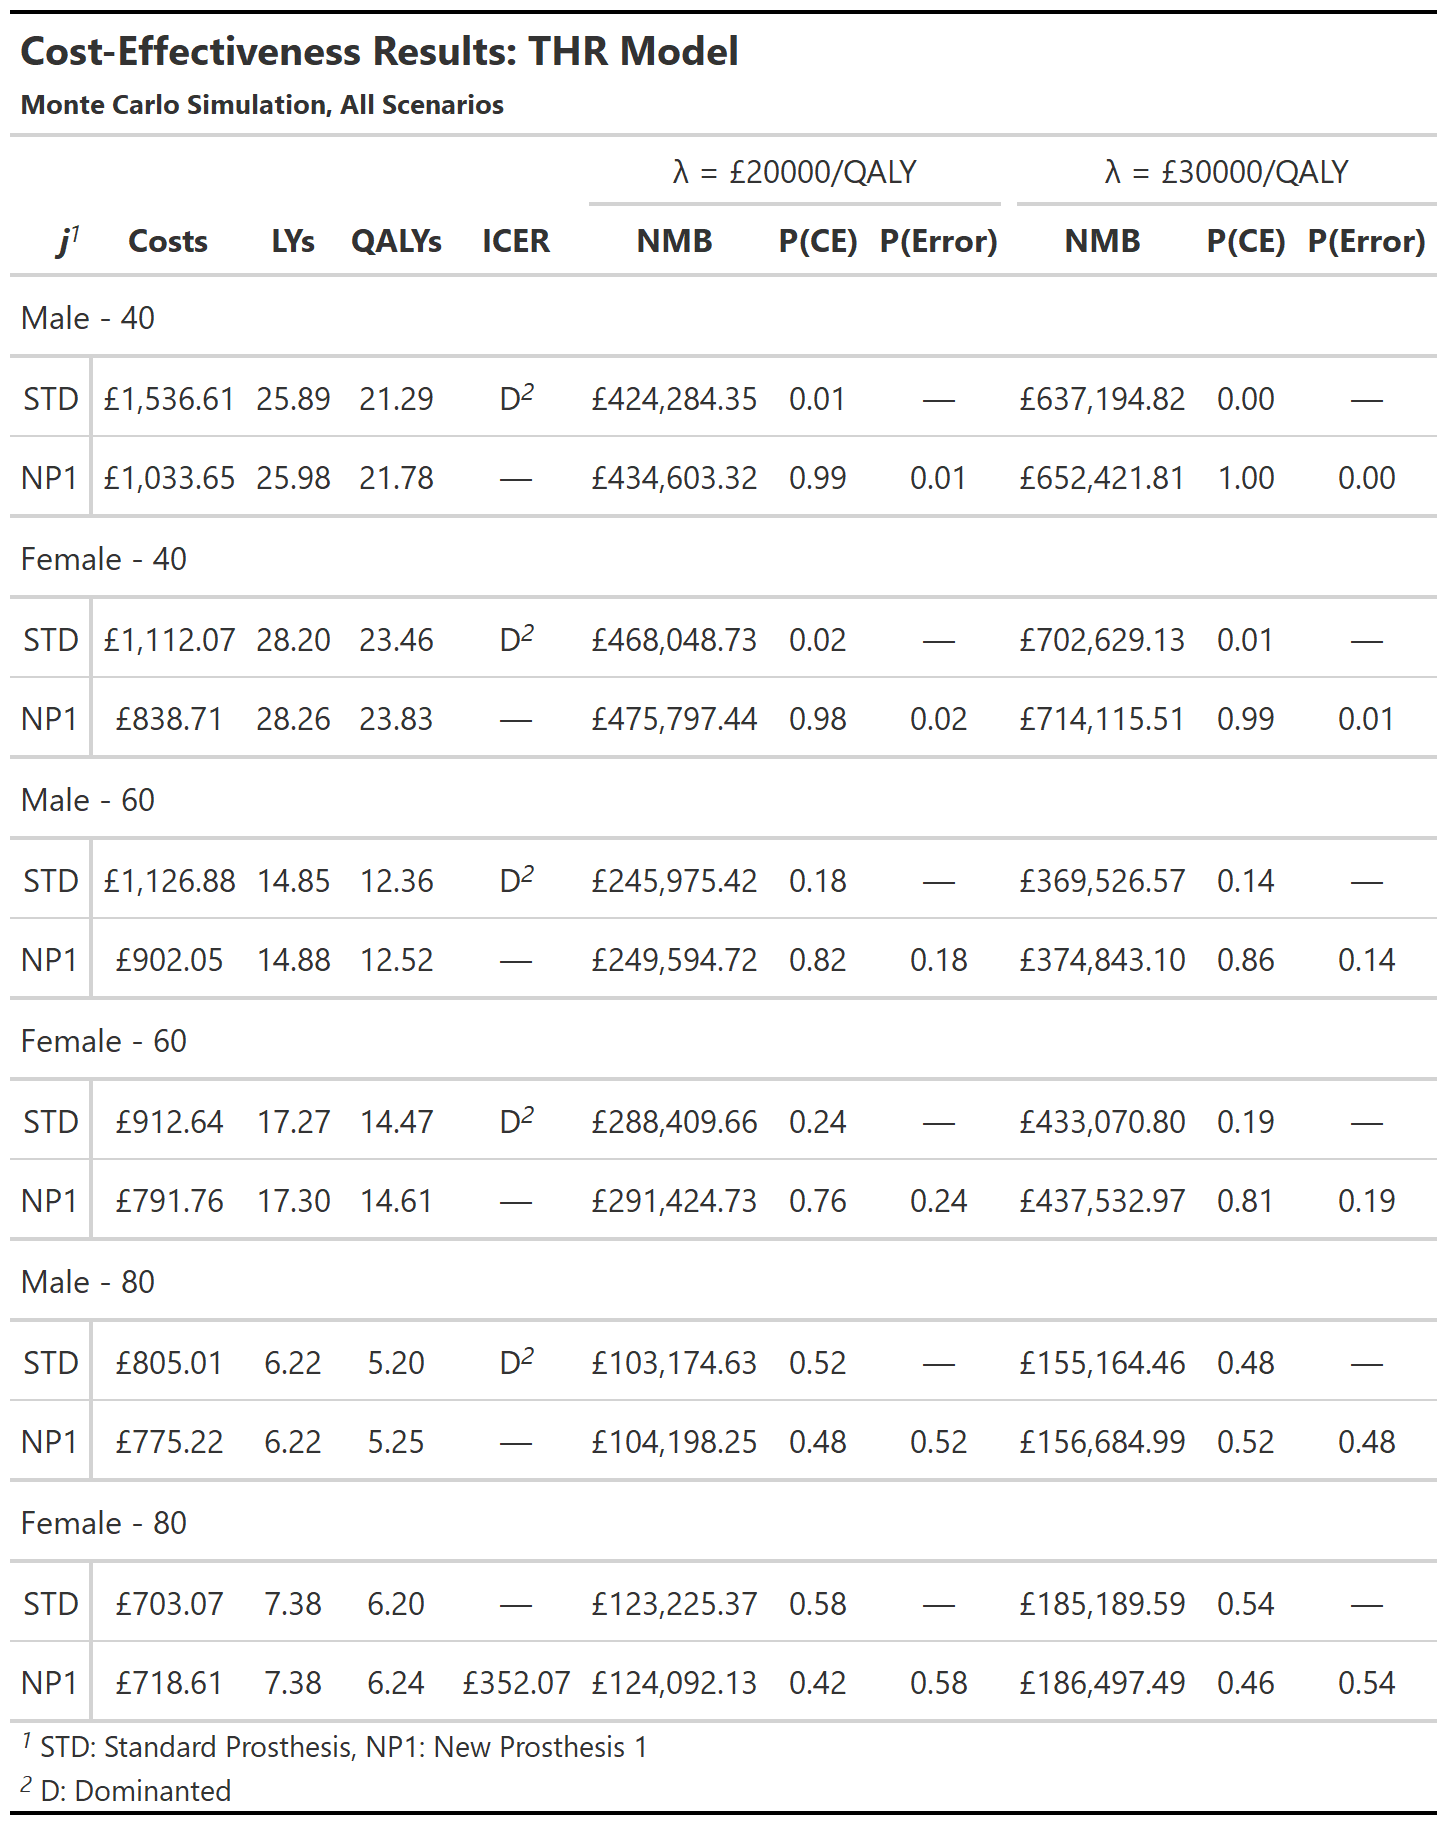 Cost-Effectiveness Results: THR Model
Monte Carlo Simulation, All Scenarios
λ = £20000/QALY λ = £30000/QALY
j1 Costs LYs QALYs ICER NMB P(CE) P(Error) NMB P(CE) P(Error)
Male - 40
STD £1,536.61 25.89 21.29 D2 £424,284.35 0.01 — £637,194.82 0.00 —
NP1 £1,033.65 25.98 21.78 — £434,603.32 0.99 0.01 £652,421.81 1.00 0.00
Female - 40
STD £1,112.07 28.20 23.46 D2 £468,048.73 0.02 — £702,629.13 0.01 —
NP1 £838.71 28.26 23.83 — £475,797.44 0.98 0.02 £714,115.51 0.99 0.01
Male - 60
STD £1,126.88 14.85 12.36 D2 £245,975.42 0.18 — £369,526.57 0.14 —
NP1 £902.05 14.88 12.52 — £249,594.72 0.82 0.18 £374,843.10 0.86 0.14
Female - 60
STD £912.64 17.27 14.47 D2 £288,409.66 0.24 — £433,070.80 0.19 —
NP1 £791.76 17.30 14.61 — £291,424.73 0.76 0.24 £437,532.97 0.81 0.19
Male - 80
STD £805.01 6.22 5.20 D2 £103,174.63 0.52 — £155,164.46 0.48 —
NP1 £775.22 6.22 5.25 — £104,198.25 0.48 0.52 £156,684.99 0.52 0.48
Female - 80
STD £703.07 7.38 6.20 — £123,225.37 0.58 — £185,189.59 0.54 —
NP1 £718.61 7.38 6.24 £352.07 £124,092.13 0.42 0.58 £186,497.49 0.46 0.54
1 STD: Standard Prosthesis, NP1: New Prosthesis 1
2 D: Dominanted